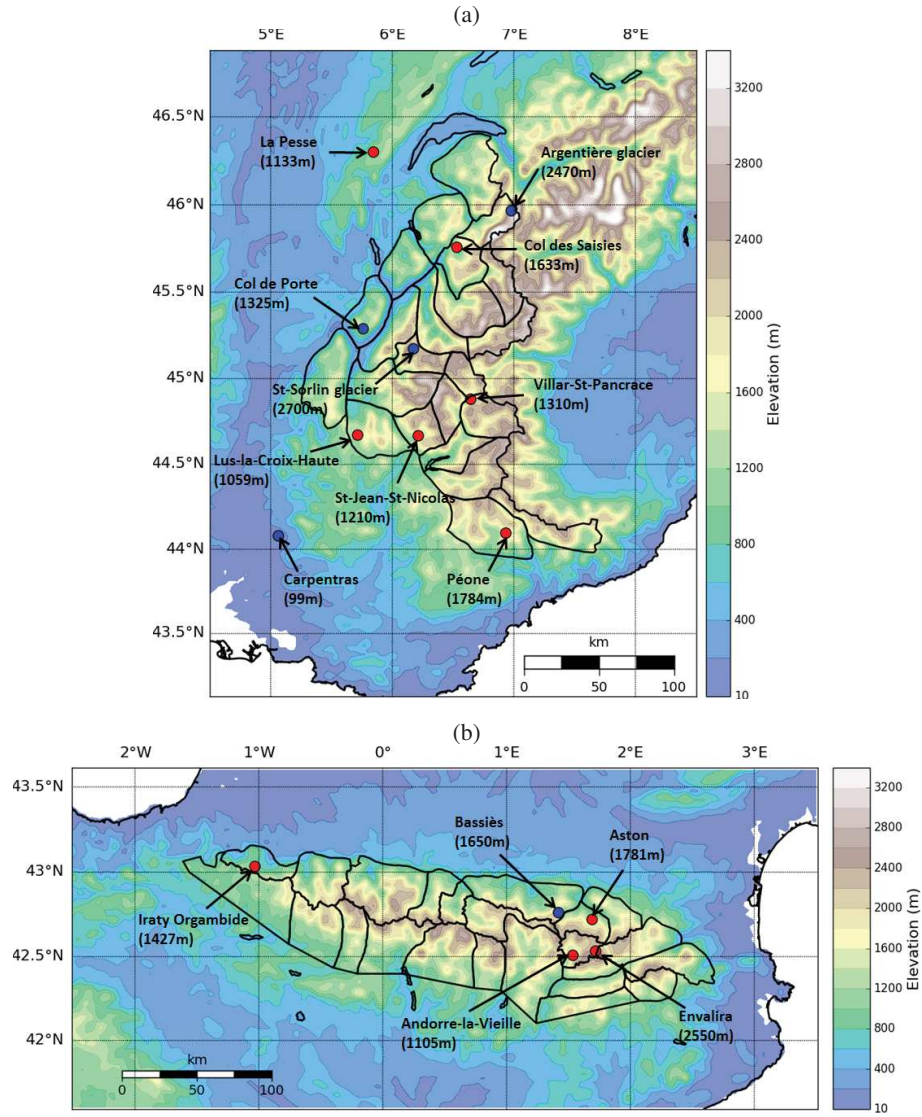 (a)
5°E 6°E 7°E 8°E
46.5°N
46°N
45.5°N
45°N
44.5°N
44°N
43.5°N
La Pesse
(1133m)
Argentière glacier
(2470m)
Col des Saisies
(1633m)
Col de Porte
(1325m)
St-Sorlin glacier
(2700m)
Villar-St-Pancrace
(1310m)
Lus-la-Croix-Haute
(1059m)
St-Jean-St-Nicolas
(1210m)
Carpentras
(99m)
Péone
(1784m)
km
0 50 100
3200
2800
2400
2000
1600
1200
800
400
10
Elevation (m)
(b)
2°W 1°W 0°E 1°E 2°E 3°E
43.5°N
43°N
42.5°N
42°N
Bassiès
(1650m)
Aston
(1781m)
Iraty Orgambide
(1427m)
Andorre-la-Vieille
(1105m)
Envalira
(2550m)
km
0 50 100
3200
2800
2400
2000
1600
1200
800
400
10
Elevation (m)